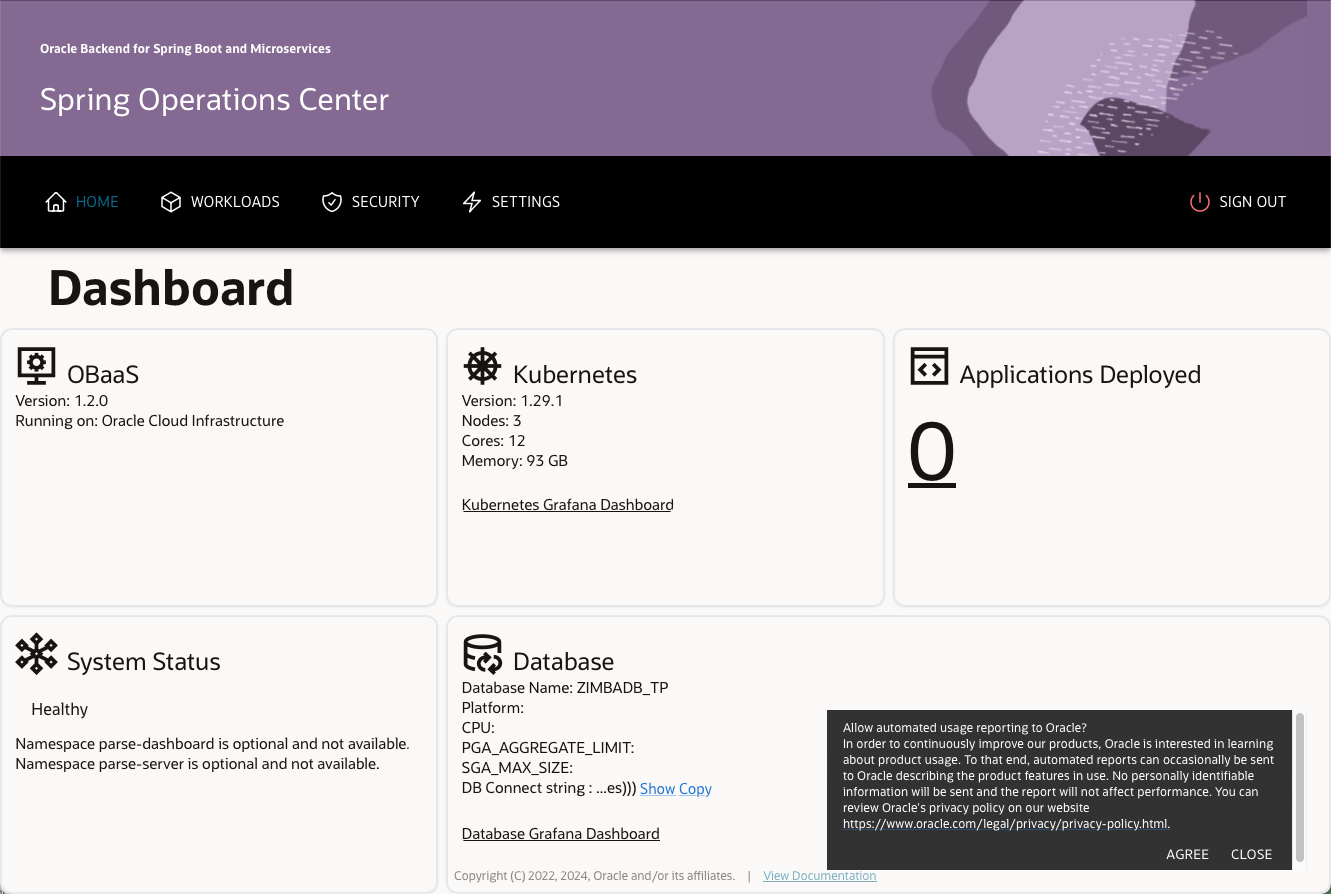 Oracle Backend for Spring Boot and Microservices
Spring Operations Center
HOME WORKLOADS SECURITY SETTINGS SIGN OUT
Dashboard
OBaaS
Version: 1.2.0
Running on: Oracle Cloud Infrastructure
Kubernetes
Version: 1.29.1
Nodes: 3
Cores: 12
Memory: 93 GB
Kubernetes Grafana Dashboard
Applications Deployed
0
System Status
Healthy
Namespace parse-dashboard is optional and not available.
Namespace parse-server is optional and not available.
Database
Database Name: ZIMBADB_TP
Platform:
CPU:
PGA_AGGREGATE_LIMIT:
SGA_MAX_SIZE:
DB Connect string : ...es))) Show Copy
Database Grafana Dashboard
Allow automated usage reporting to Oracle?
In order to continuously improve our products, Oracle is interested in learning
about product usage. To that end, automated reports can occasionally be sent
to Oracle describing the product features in use. No personally identifiable
information will be sent and the report will not affect performance. You can
review Oracle's privacy policy on our website
https://www.oracle.com/legal/privacy/privacy-policy.html.
AGREE CLOSE
Copyright (C) 2022, 2024, Oracle and/or its affiliates. | View Documentation